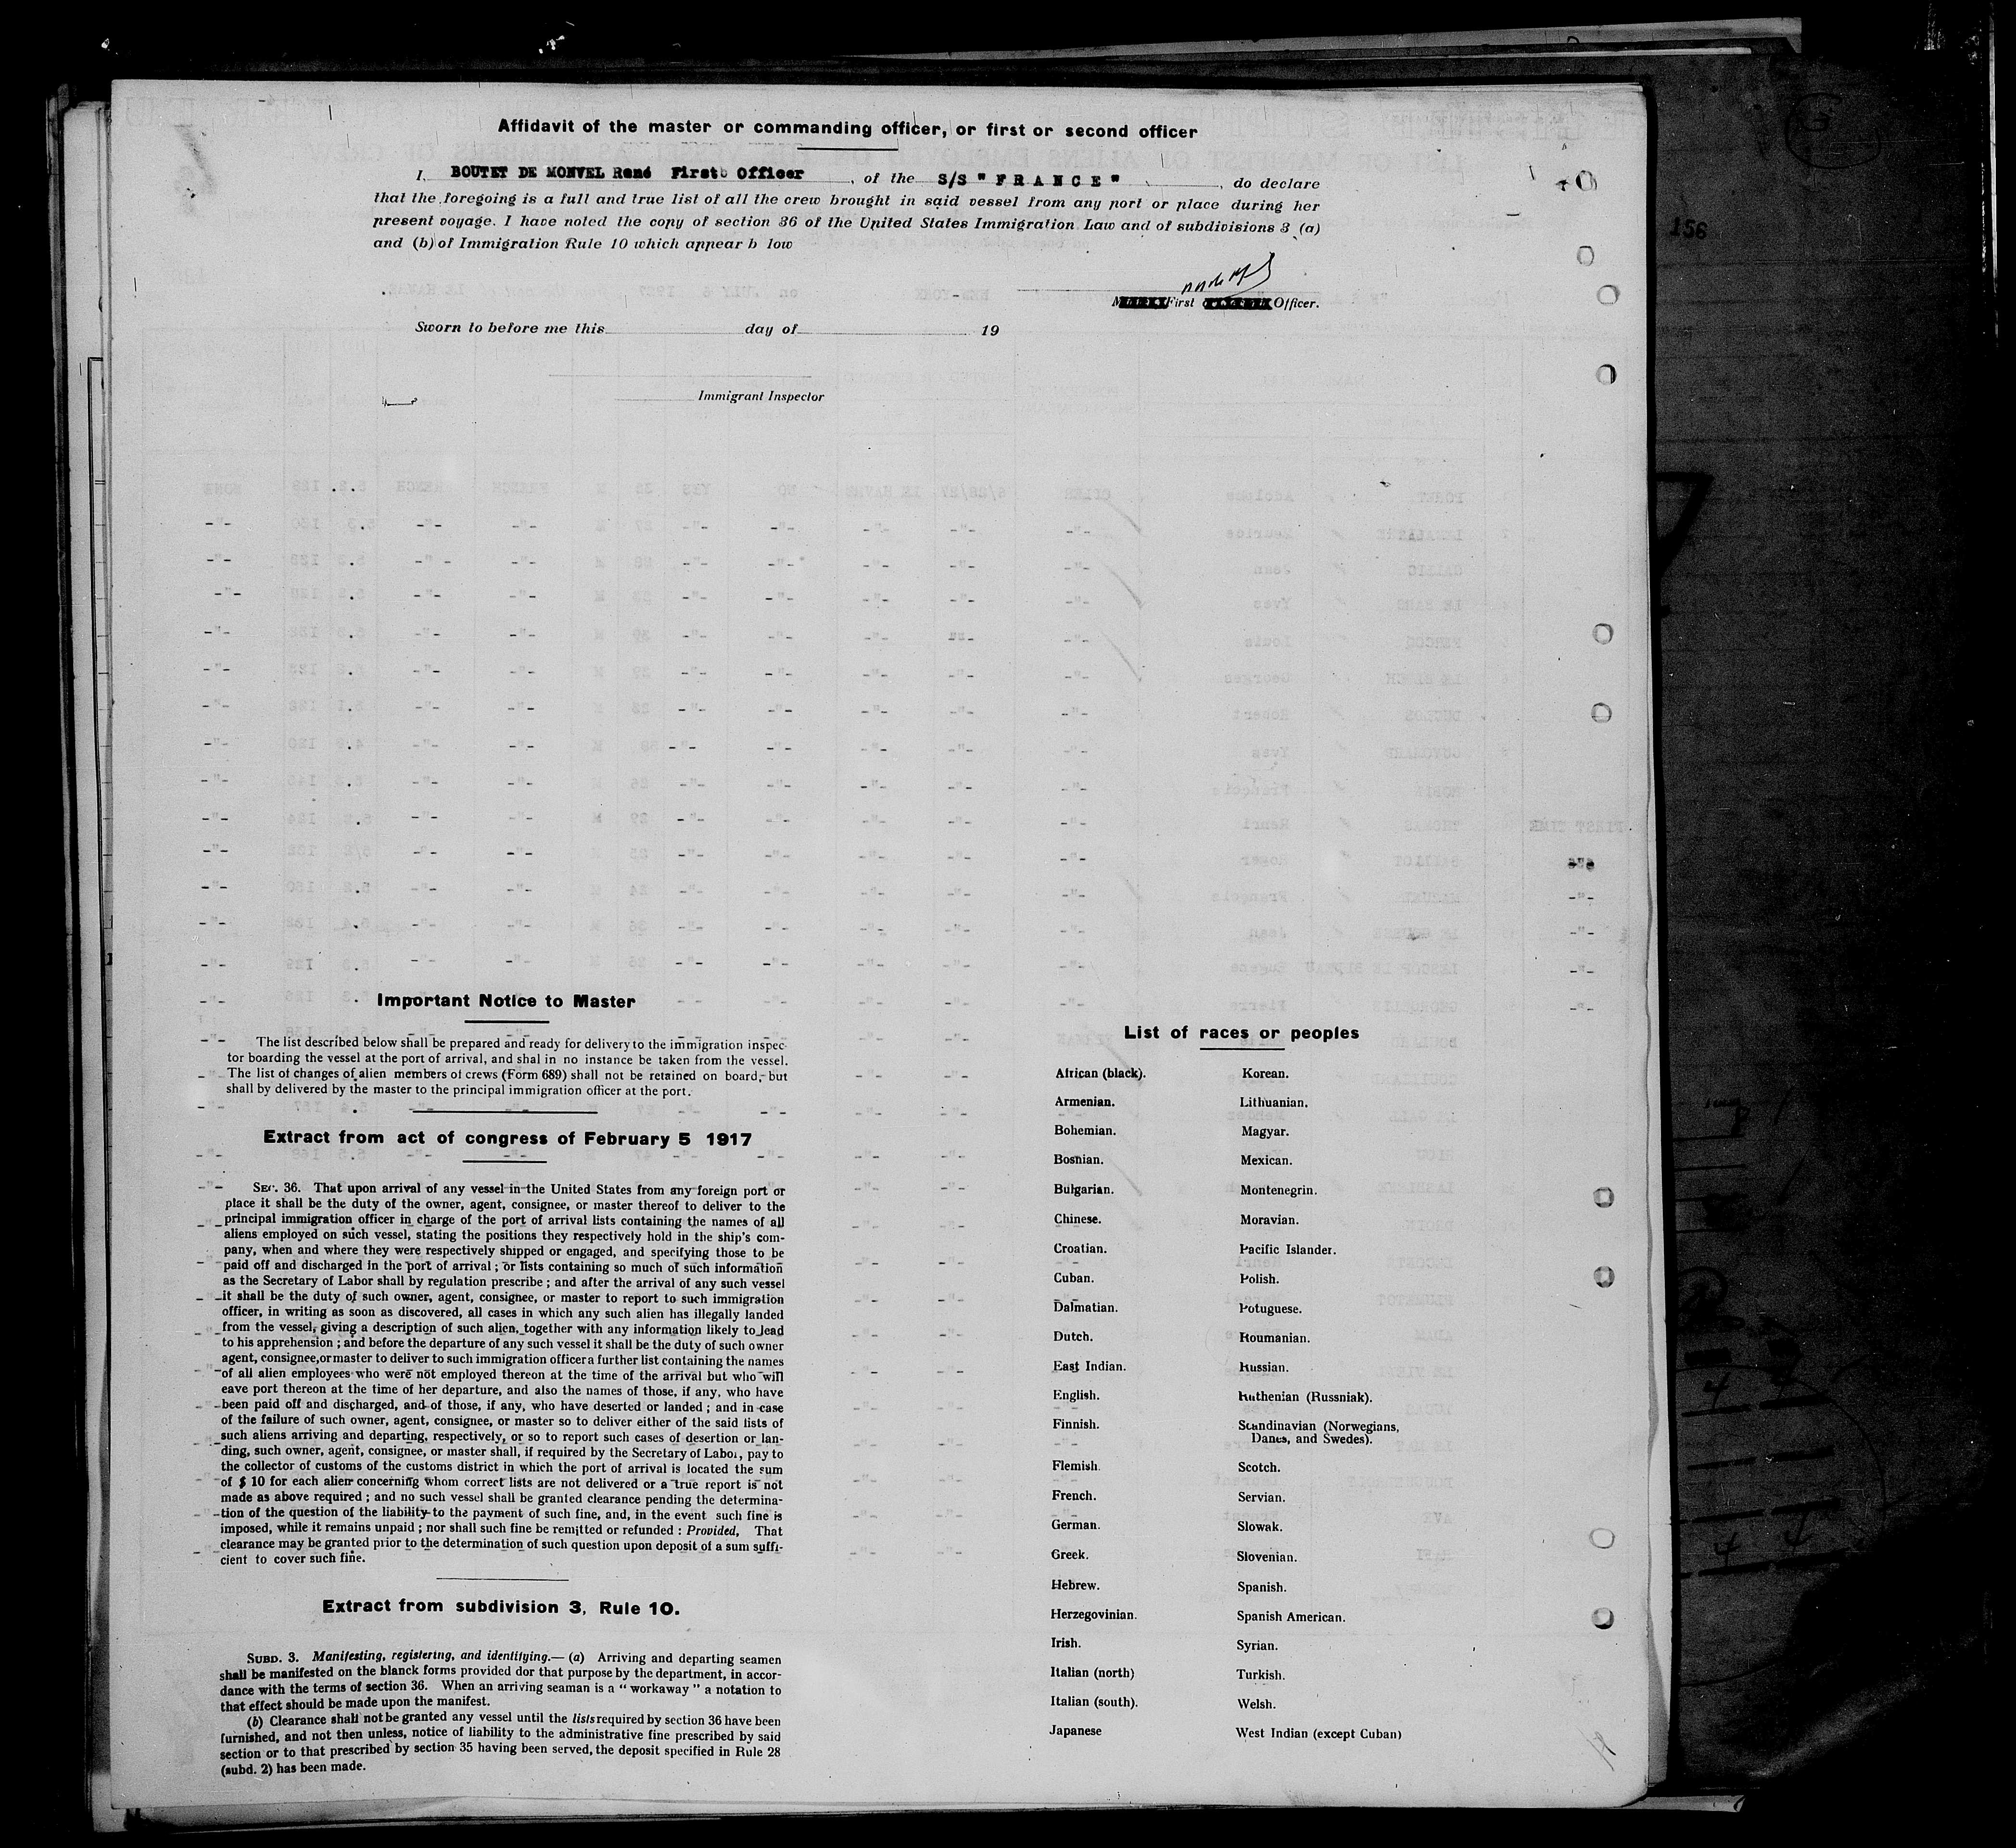 Affidavit of the master or commanding officer, or first or second officer
I, BOUTET DE MONVEL René First Officer, of the S/S " F R A N C E ", do declare
that the foregoing is a full and true list of all the crew brought in said vessel from any port or place during her
present voyage. I have noted the copy of section 36 of the United States Immigration Law and of subdivisions 3 (a)
and (b) of Immigration Rule 10 which appear b low
First Officer.
Sworn to before me this day of 19
Immigrant Inspector
156
Important Notice to Master
The list described below shall be prepared and ready for delivery to the immigration inspec-
tor boarding the vessel at the port of arrival, and shal in no instance be taken from the vessel.
The list of changes of alien members of crews (Form 689) shall not be retained on board, but
shall by delivered by the master to the principal immigration officer at the port.
Extract from act of congress of February 5 1917
SEC. 36. That upon arrival of any vessel in the United States from any foreign port or
place it shall be the duty of the owner, agent, consignee, or master thereof to deliver to the
principal immigration officer in charge of the port of arrival lists containing the names of all
aliens employed on such vessel, stating the positions they respectively hold in the ship's com-
pany, when and where they were respectively shipped or engaged, and specifying those to be
paid off and discharged in the port of arrival ; or lists containing so much of such information
as the Secretary of Labor shall by regulation prescribe ; and after the arrival of any such vessel
it shall be the duty of such owner, agent, consignee, or master to report to such immigration
officer, in writing as soon as discovered, all cases in which any such alien has illegally landed
from the vessel, giving a description of such alien, together with any information likely to lead
to his apprehension ; and before the departure of any such vessel it shall be the duty of such owner
agent, consignee, or master to deliver to such immigration officer a further list containing the names
of all alien employees who were not employed thereon at the time of the arrival but who will
eave port thereon at the time of her departure, and also the names of those, if any, who have
been paid off and discharged, and of those, if any, who have deserted or landed ; and in case
of the failure of such owner, agent, consignee, or master so to deliver either of the said lists of
such aliens arriving and departing, respectively, or so to report such cases of desertion or lan-
ding, such owner, agent, consignee, or master shall, if required by the Secretary of Labor, pay to
the collector of customs of the customs district in which the port of arrival is located the sum
of $ 10 for each alien concerning whom correct lists are not delivered or a true report is not
made as above required ; and no such vessel shall be granted clearance pending the determina-
tion of the question of the liability to the payment of such fine, and, in the event such fine is
imposed, while it remains unpaid ; nor shall such fine be remitted or refunded : Provided, That
clearance may be granted prior to the determination of such question upon deposit of a sum suffi-
cient to cover such fine.
Extract from subdivision 3, Rule 10.
SUBD. 3. Manifesting, registering, and identifying.— (a) Arriving and departing seamen
shall be manifested on the blanck forms provided dor that purpose by the department, in accor-
dance with the terms of section 36. When an arriving seaman is a " workaway " a notation to
that effect should be made upon the manifest.
(b) Clearance shall not be granted any vessel until the lists required by section 36 have been
furnished, and not then unless, notice of liability to the administrative fine prescribed by said
section or to that prescribed by section 35 having been served, the deposit specified in Rule 28
(subd. 2) has been made.
List of races or peoples
African (black).
Armenian.
Bohemian.
Bosnian.
Bulgarian.
Chinese.
Croatian.
Cuban.
Dalmatian.
Dutch.
East Indian.
English.
Finnish.
Flemish
French.
German.
Greek.
Hebrew.
Herzegovinian.
Irish.
Italian (north)
Italian (south).
Japanese
Korean.
Lithuanian.
Magyar.
Mexican.
Montenegrin.
Moravian.
Pacific Islander.
Polish.
Potuguese.
Roumanian.
Russian.
Ruthenian (Russniak).
Scandinavian (Norwegians,
Danes, and Swedes).
Scotch.
Servian.
Slowak.
Slovenian.
Spanish.
Spanish American.
Syrian.
Turkish.
Welsh.
West Indian (except Cuban)